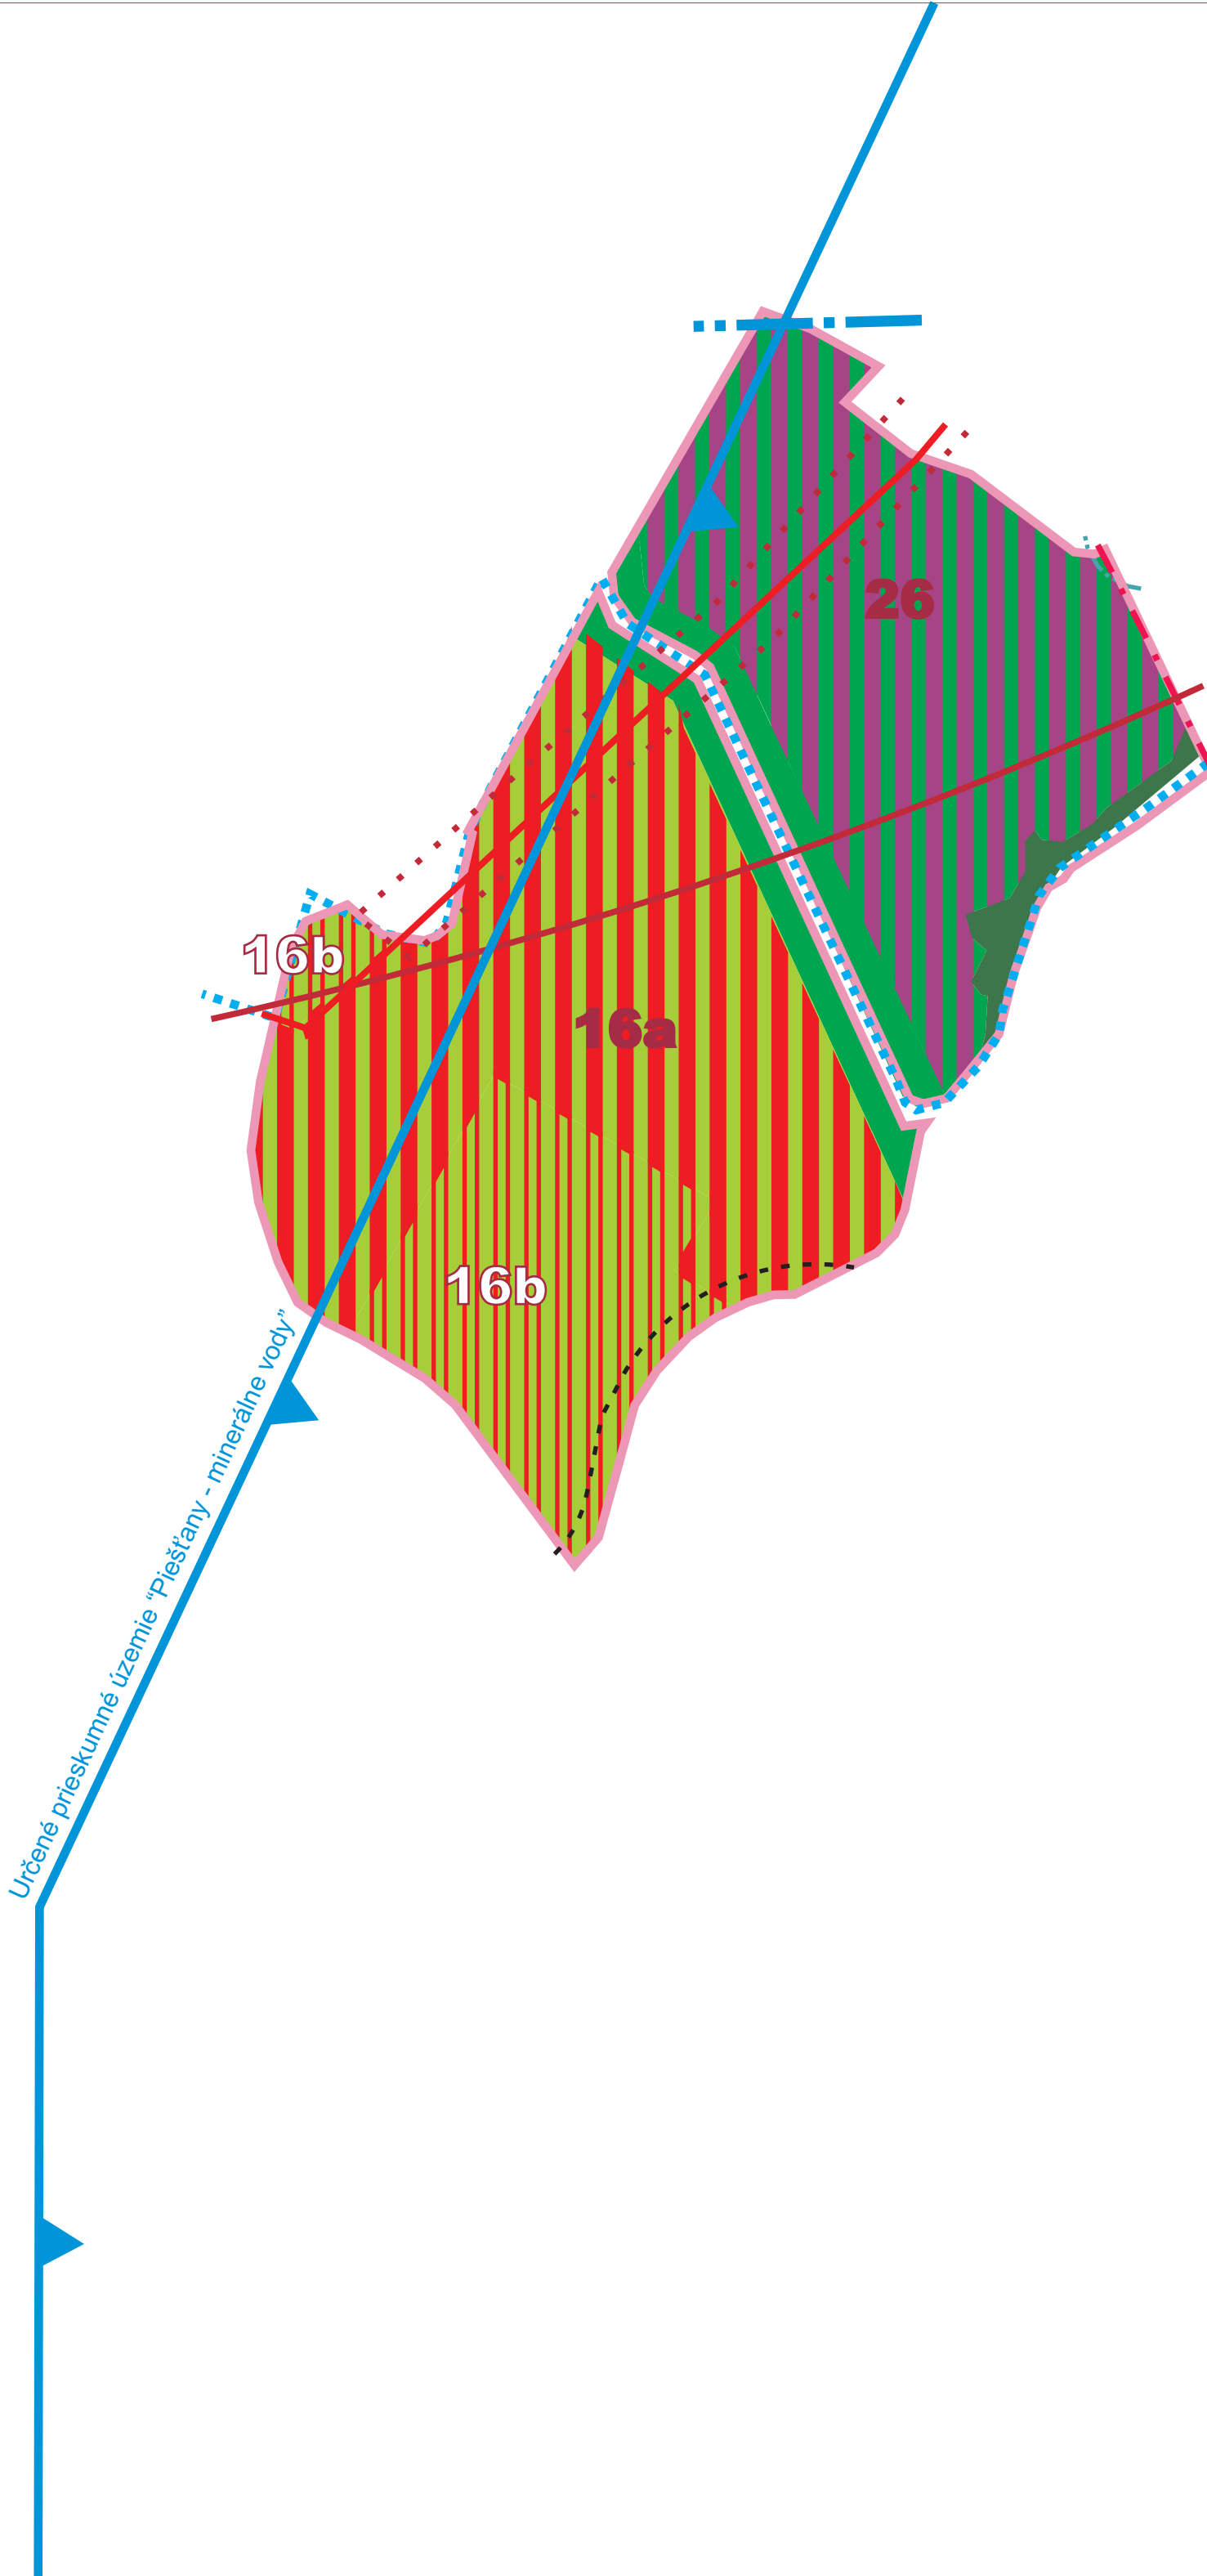 26
16b
16a
16b
Určené prieskumné územie “Piešťany - minerálne vody”